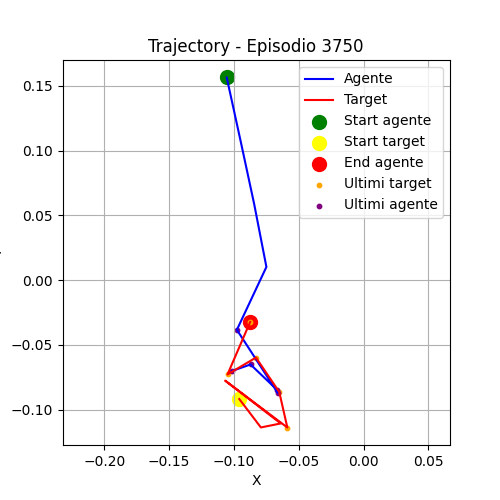 Trajectory - Episodio 3750
Agente
Target
Start agente
Start target
End agente
Ultimi target
Ultimi agente
0.15
0.10
0.05
0.00
−0.05
−0.10
−0.20
−0.15
−0.10
−0.05
0.00
0.05
X